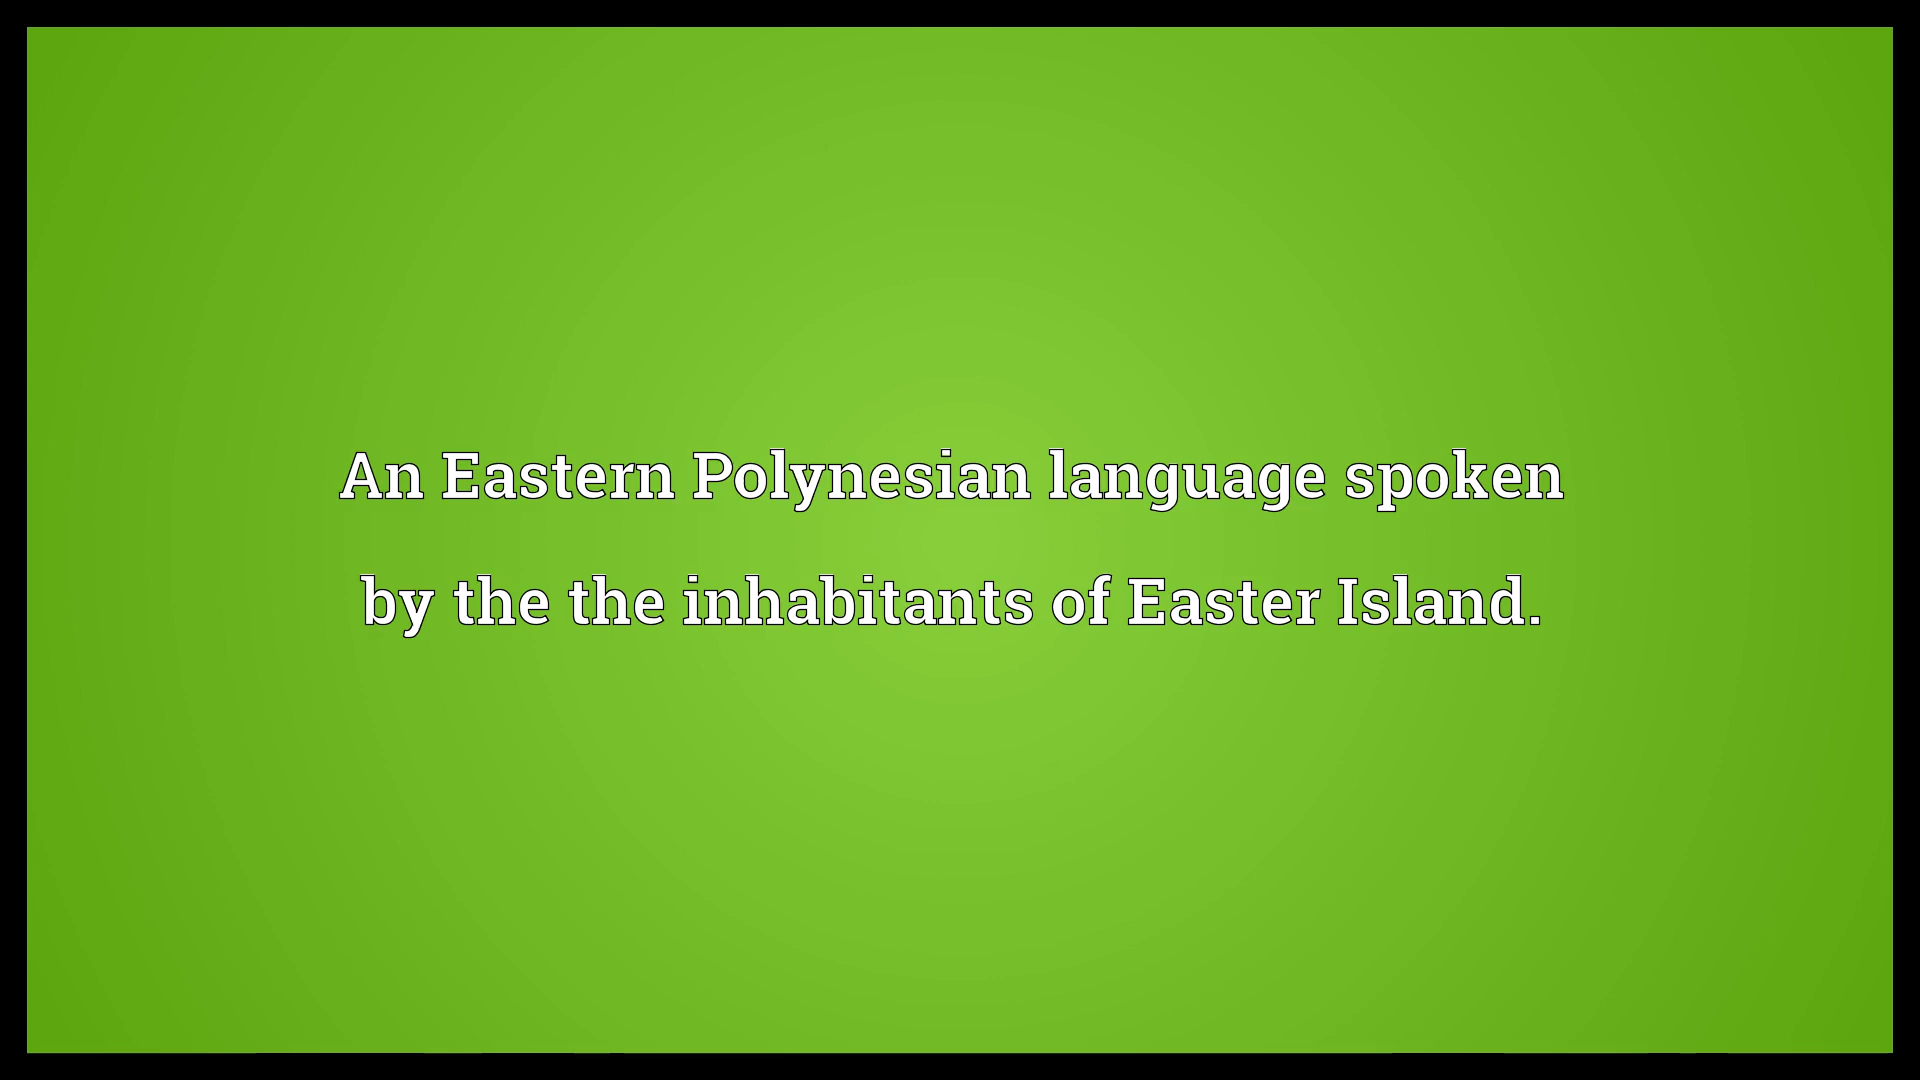 An Eastern Polynesian language spoken
by the the inhabitants of Easter Island.